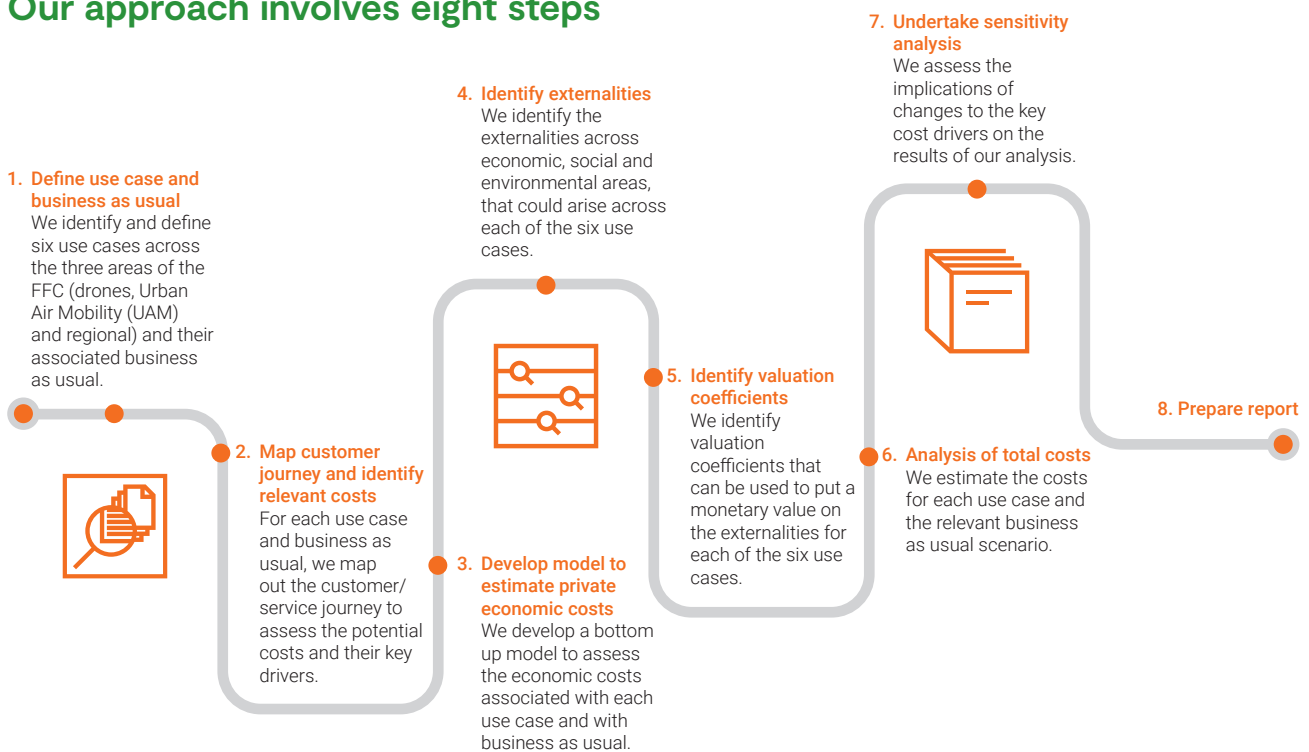 Our approach involves eight steps
1. Define use case and
business as usual
We identify and define
six use cases across
the three areas of the
FFC (drones, Urban
Air Mobility (UAM)
and regional) and their
associated business
as usual.
2. Map customer
journey and identify
relevant costs
For each use case
and business as
usual, we map
out the customer/
service journey to
assess the potential
costs and their key
drivers.
3. Develop model to
estimate private
economic costs
We develop a bottom
up model to assess
the economic costs
associated with each
use case and with
business as usual.
4. Identify externalities
We identify the
externalities across
economic, social and
environmental areas,
that could arise across
each of the six use
cases.
5. Identify valuation
coefficients
We identify
valuation
coefficients that
can be used to put a
monetary value on
the externalities for
each of the six use
cases.
6. Analysis of total costs
We estimate the costs
for each use case and
the relevant business
as usual scenario.
7. Undertake sensitivity
analysis
We assess the
implications of
changes to the key
cost drivers on the
results of our analysis.
8. Prepare report